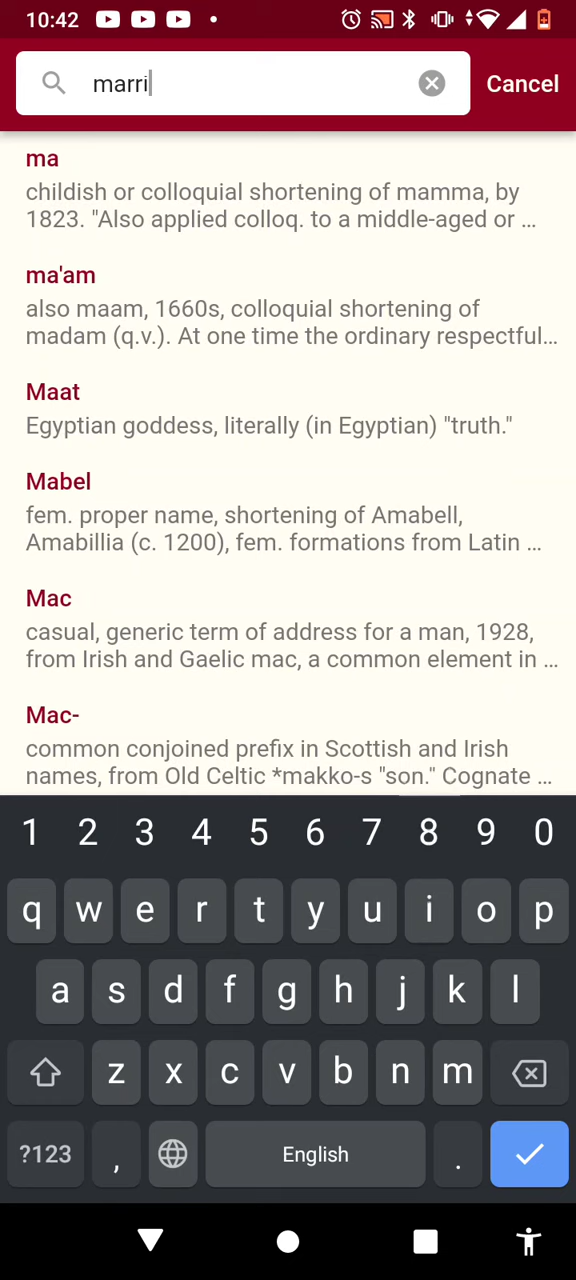 10:42
marri
Cancel
ma
childish or colloquial shortening of mamma, by
1823. "Also applied colloq. to a middle-aged or ...
ma'am
also maam, 1660s, colloquial shortening of
madam (q.v.). At one time the ordinary respectful...
Maat
Egyptian goddess, literally (in Egyptian) "truth."
Mabel
fem. proper name, shortening of Amabell,
Amabillia (c. 1200), fem. formations from Latin ...
Mac
casual, generic term of address for a man, 1928,
from Irish and Gaelic mac, a common element in ...
Mac-
common conjoined prefix in Scottish and Irish
names, from Old Celtic *makko-s "son." Cognate ...
1 2 3 4 5 6 7 8 9 0
q w e r t y u i o p
a s d f g h j k l
z x c v b n m
?123 , English .